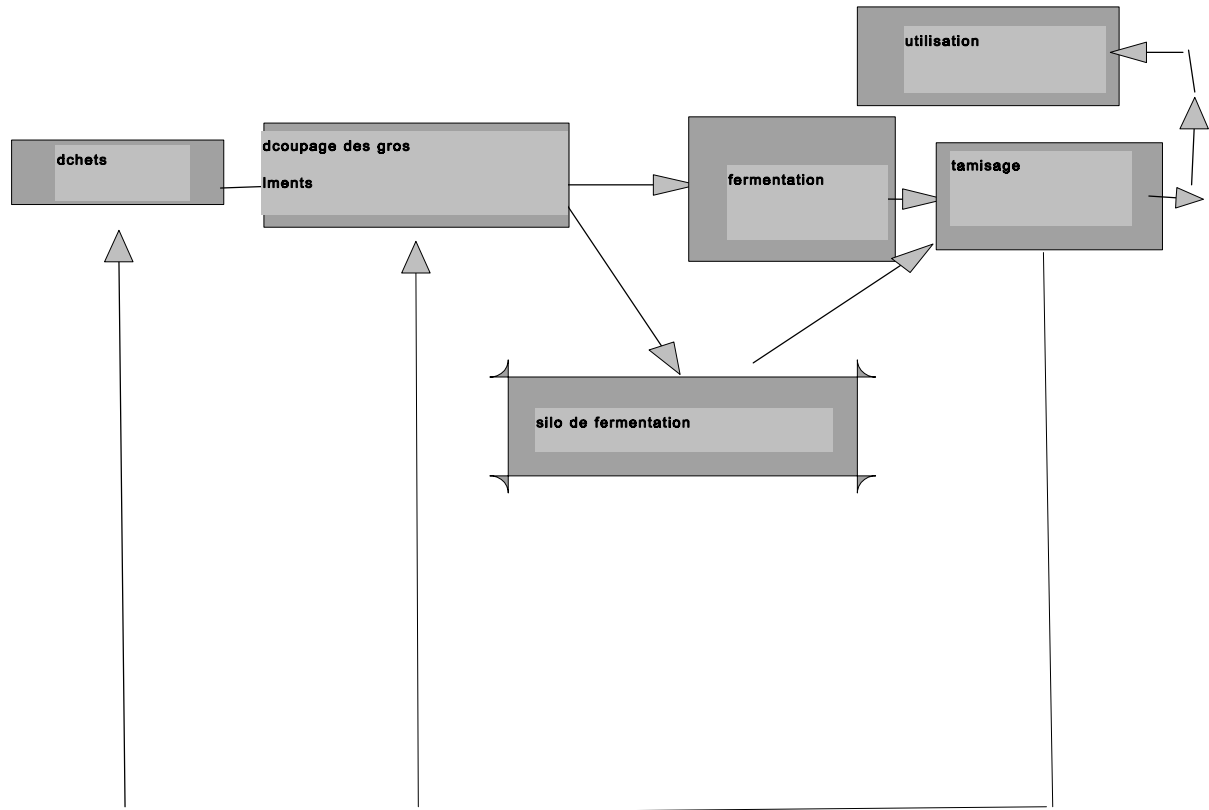 utilisation
dchets
dcoupage des gros
lments
fermentation
tamisage
silo de fermentation